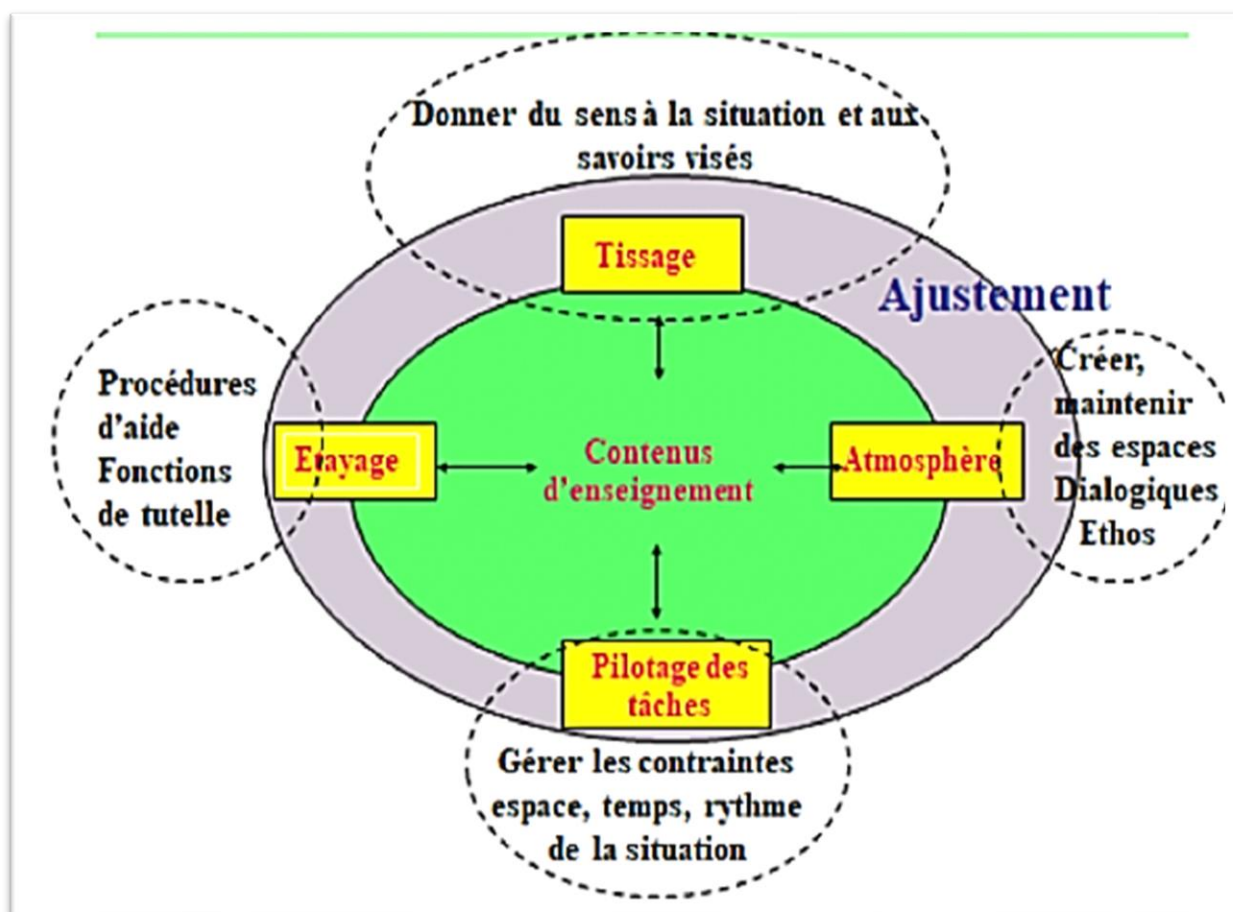 Donner du sens à la situation et aux
savoirs visés
Tissage
Ajustement
Procédures
d'aide
Fonctions
de tutelle
Etayage
Contenus
d'enseignement
Atmosphère
Créer,
maintenir
des espaces
Dialogiques
Ethos
Pilotage des
tâches
Gérer les contraintes
espace, temps, rythme
de la situation